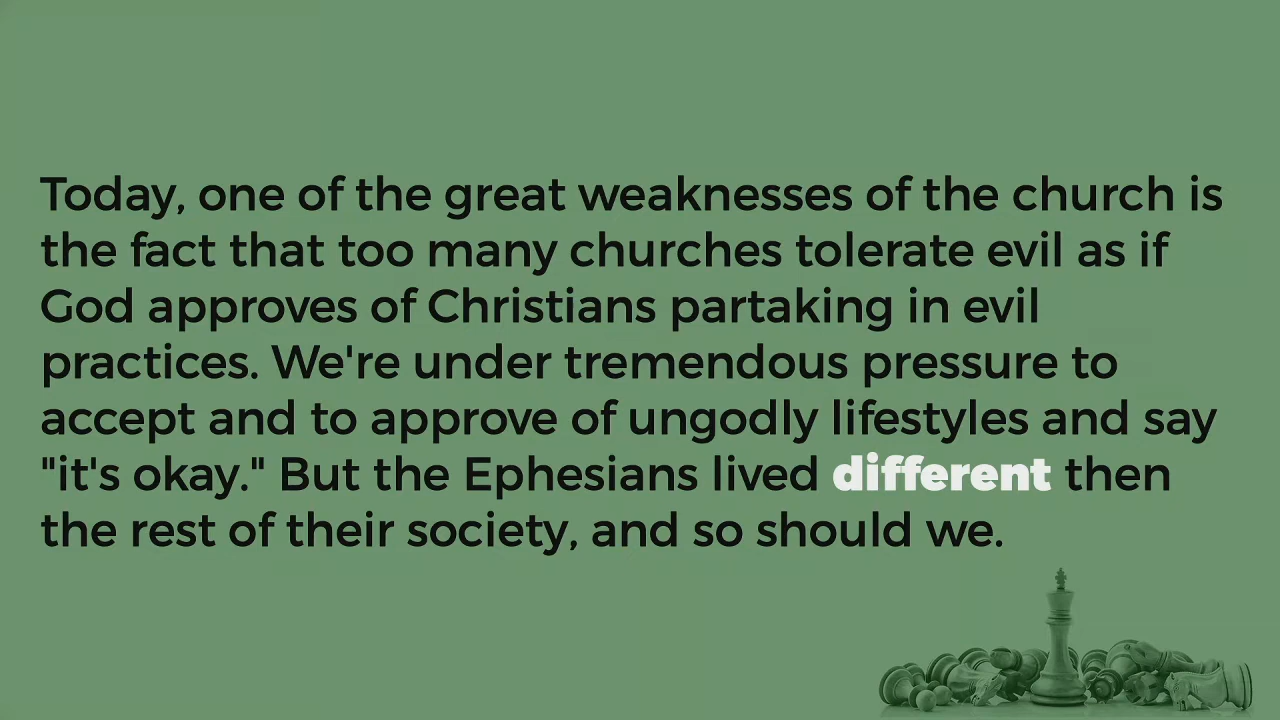 Today, one of the great weaknesses of the church is
the fact that too many churches tolerate evil as if
God approves of Christians partaking in evil
practices. We're under tremendous pressure to
accept and to approve of ungodly lifestyles and say
"it's okay." But the Ephesians lived different then
the rest of their society, and so should we.